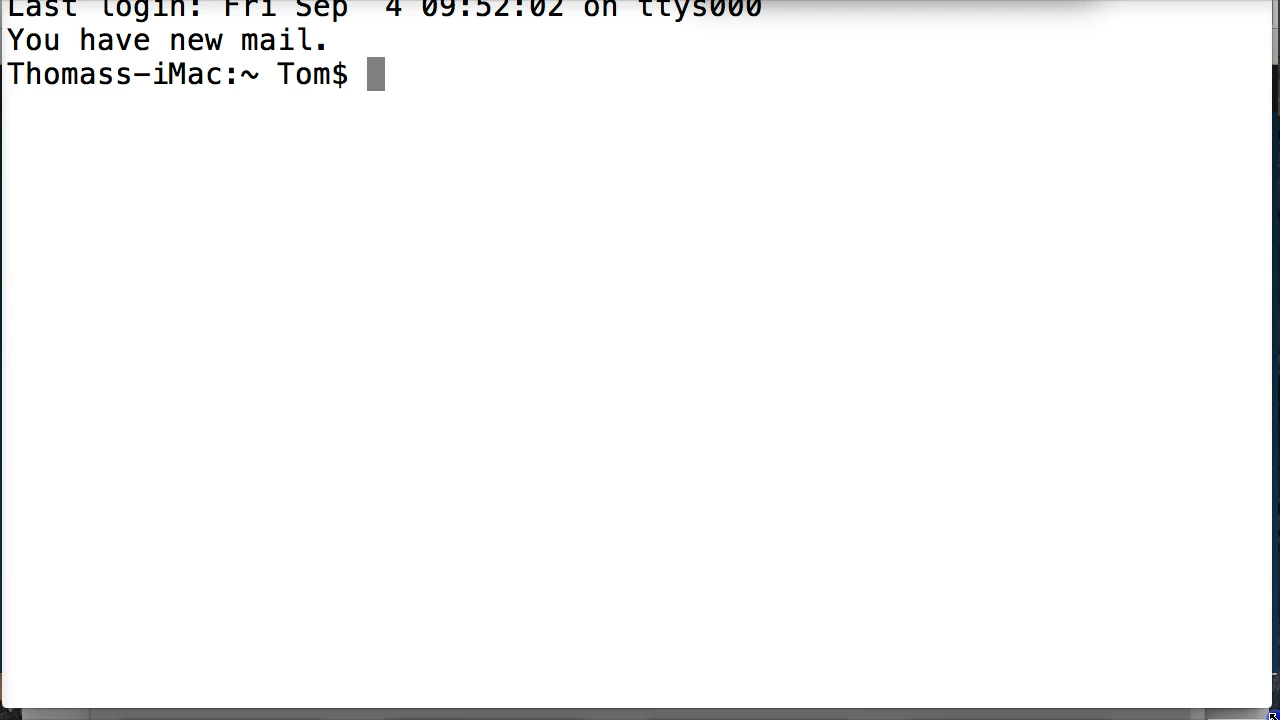 Last login: Fri Sep  4 09:52:02 on ttys000
You have new mail.
Thomass-iMac:~ Tom$